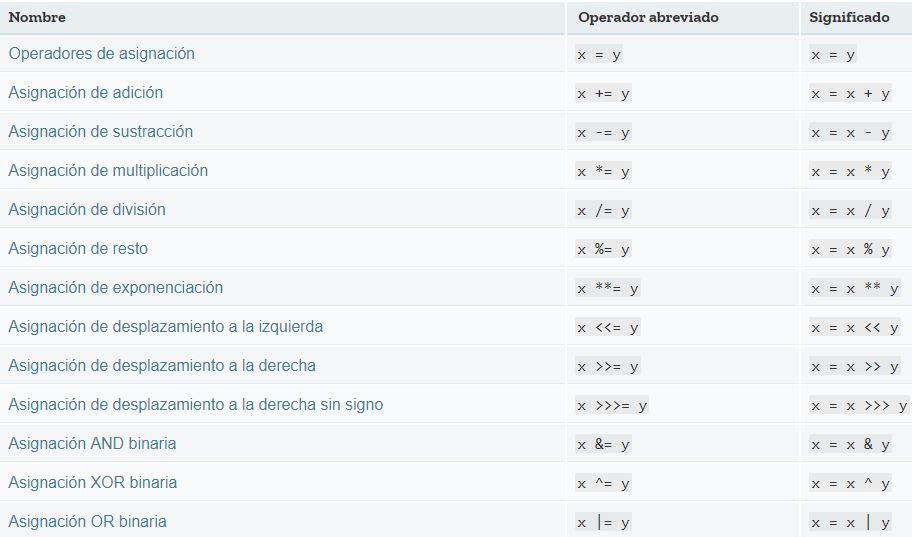 Nombre Operador abreviado Significado
Operadores de asignación x = y x = y
Asignación de adición x += y x = x + y
Asignación de sustracción x -= y x = x - y
Asignación de multiplicación x *= y x = x * y
Asignación de división x /= y x = x / y
Asignación de resto x %= y x = x % y
Asignación de exponenciación x **= y x = x ** y
Asignación de desplazamiento a la izquierda x <<= y x = x << y
Asignación de desplazamiento a la derecha x >>= y x = x >> y
Asignación de desplazamiento a la derecha sin signo x >>>= y x = x >>> y
Asignación AND binaria x &= y x = x & y
Asignación XOR binaria x ^= y x = x ^ y
Asignación OR binaria x |= y x = x | y